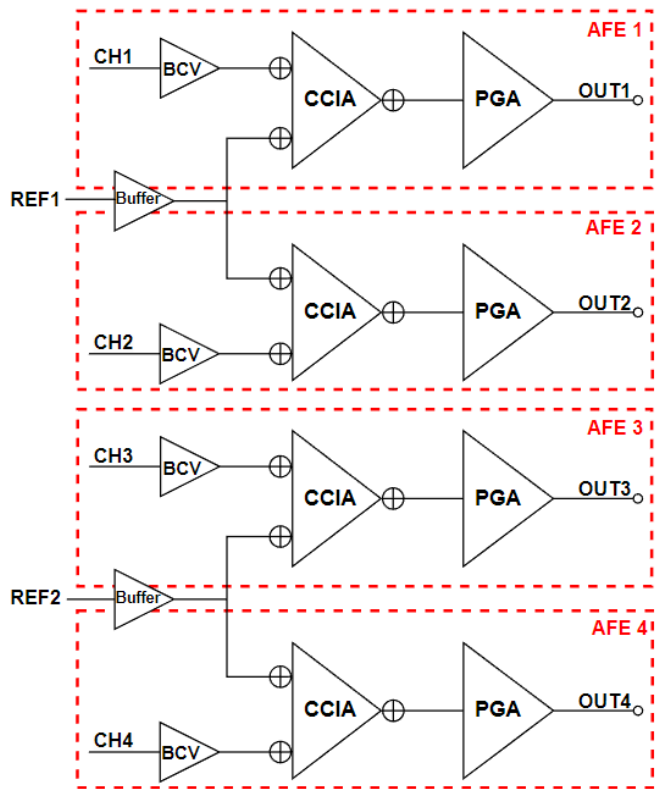 AFE 1
CH1
BCV
CCIA
PGA
OUT1
REF1
Buffer
AFE 2
CCIA
PGA
OUT2
CH2
BCV
AFE 3
CH3
BCV
CCIA
PGA
OUT3
REF2
Buffer
AFE 4
CCIA
PGA
OUT4
CH4
BCV